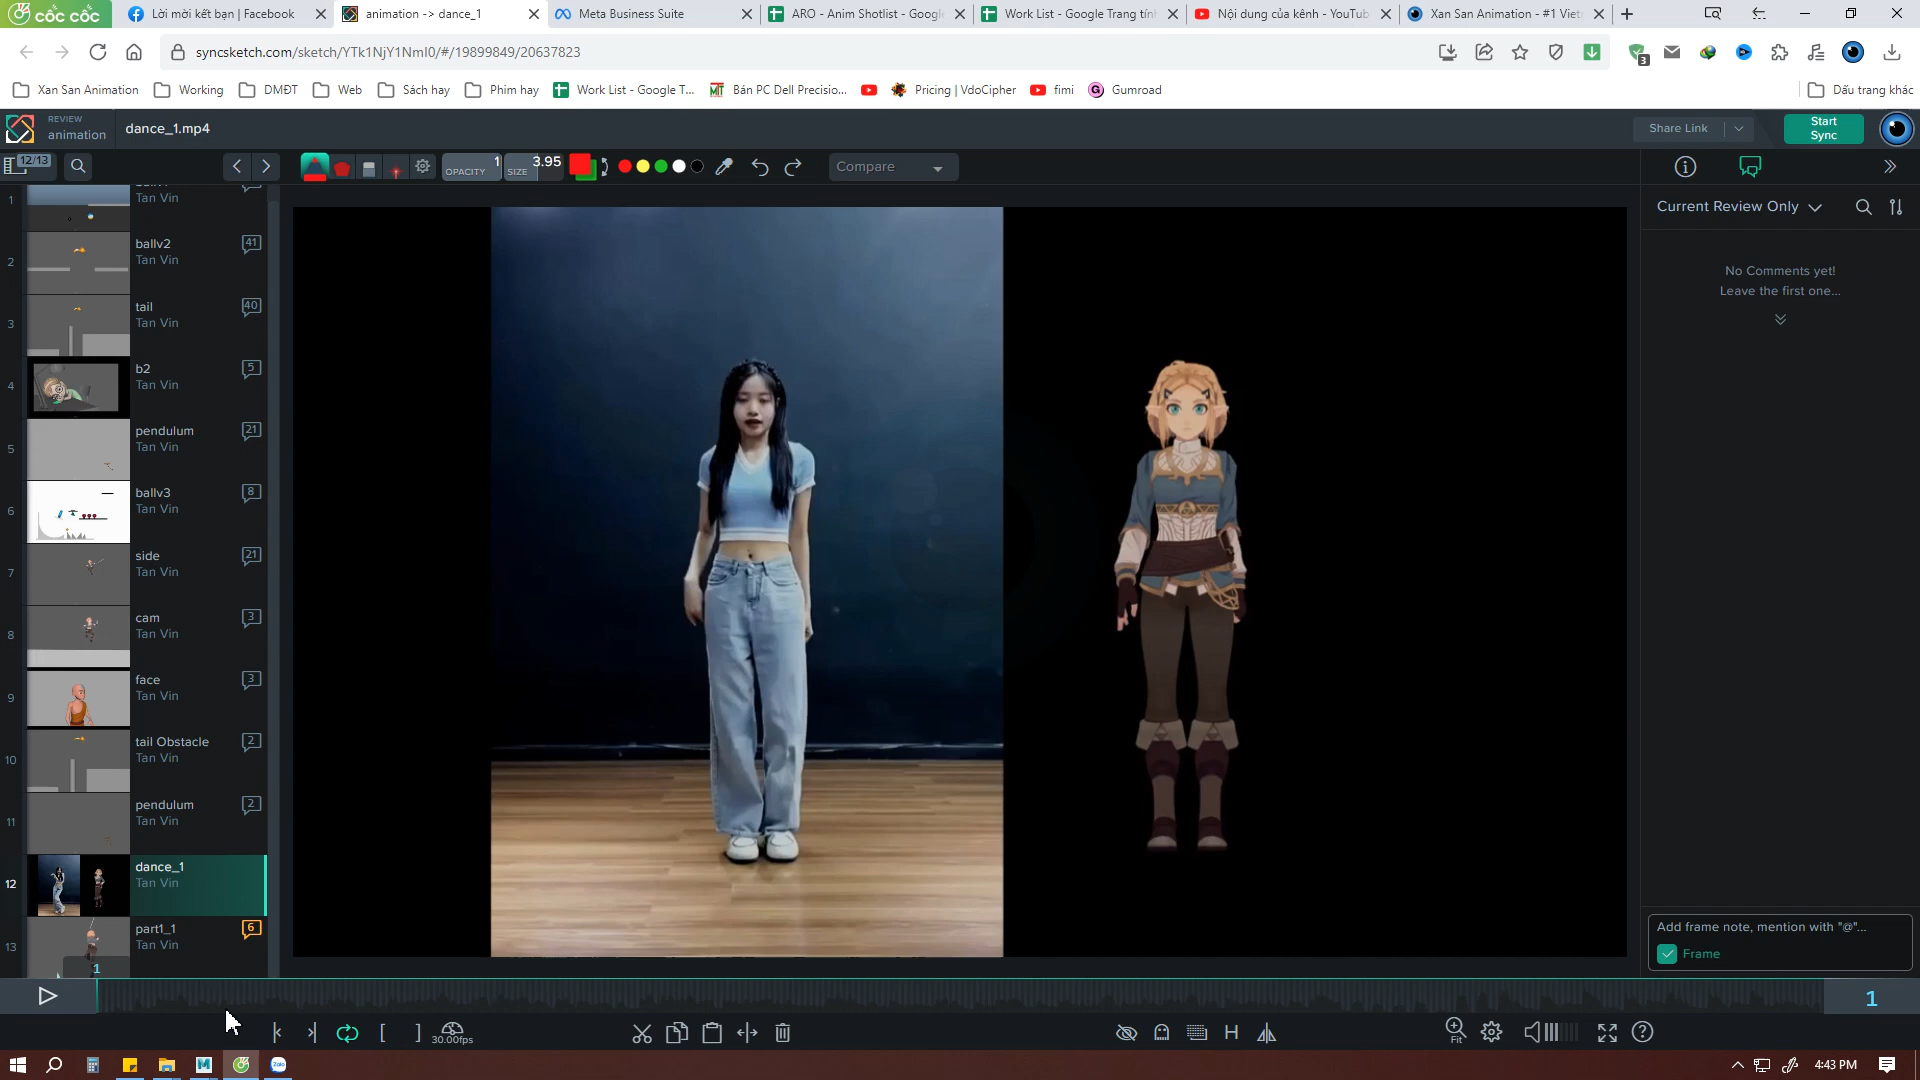 cốc cốc
Lời mời kết bạn | Facebook
animation -> dance_1
Meta Business Suite
ARO - Anim Shotlist - Google
Work List - Google Trang tính
Nội dung của kênh - YouTub
Xan San Animation - #1 Viet
syncsketch.com/sketch/YTk1NjY1NmI0/#/19899849/20637823
3
Xan San Animation
Working
DMĐT
Web
Sách hay
Phim hay
Work List - Google T...
Bán PC Dell Precisio...
Pricing | VdoCipher
fimi
Gumroad
Dấu trang khác
REVIEW
animation
dance_1.mp4
Share Link
Start
Sync
12/13
OPACITY
1
SIZE
3.95
Compare
1
Tan Vin
2
ballv2
Tan Vin
41
3
tail
Tan Vin
40
4
b2
Tan Vin
5
5
pendulum
Tan Vin
21
6
ballv3
Tan Vin
8
7
side
Tan Vin
21
8
cam
Tan Vin
3
9
face
Tan Vin
3
10
tail Obstacle
Tan Vin
2
11
pendulum
Tan Vin
2
12
dance_1
Tan Vin
13
part1_1
Tan Vin
6
Current Review Only
No Comments yet!
Leave the first one...
Add frame note, mention with "@"...
Frame
1
1
30.00fps
H
Fit
Zalo
4:43 PM